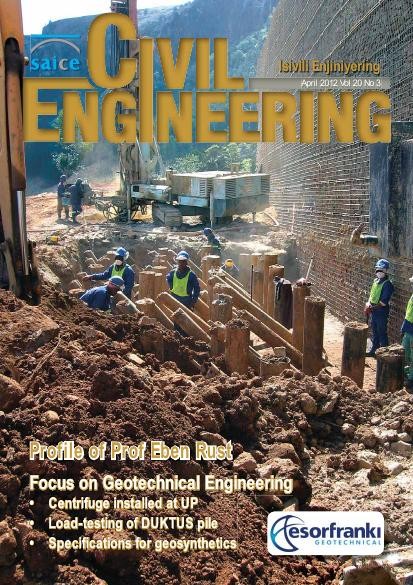 saice
CIVIL
ENGINEERING
Isivili Enjiniyering
April 2012 Vol 20 No 3
Profile of Prof Eben Rust
Focus on Geotechnical Engineering
• Centrifuge installed at UP
• Load-testing of DUKTUS pile
• Specifications for geosynthetics
esorfranki
GEOTECHNICAL